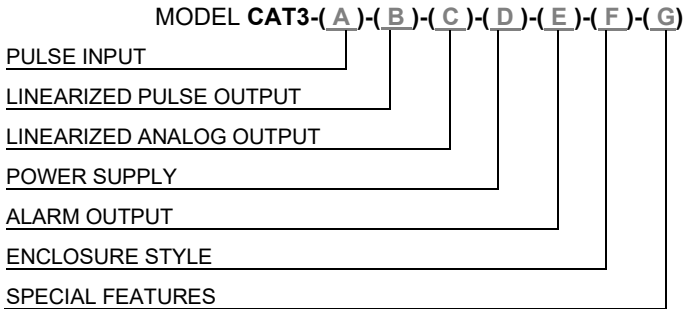 MODEL CAT3-( A )-( B )-( C )-( D )-( E )-( F )-( G)
PULSE INPUT
LINEARIZED PULSE OUTPUT
LINEARIZED ANALOG OUTPUT
POWER SUPPLY
ALARM OUTPUT
ENCLOSURE STYLE
SPECIAL FEATURES